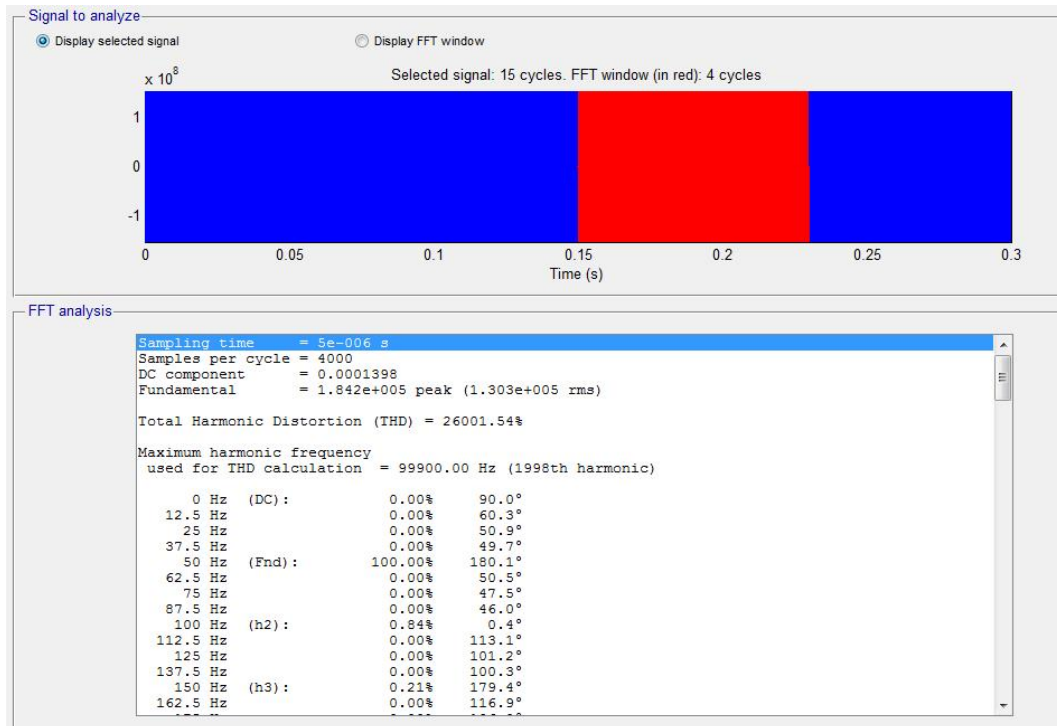 Signal to analyze
Display selected signal Display FFT window
x 10^8
Selected signal: 15 cycles. FFT window (in red): 4 cycles
1
0
-1
0 0.05 0.1 0.15 0.2 0.25 0.3
Time (s)
FFT analysis
Sampling time = 5e-006 s
Samples per cycle = 4000
DC component = 0.0001398
Fundamental = 1.842e+005 peak (1.303e+005 rms)
Total Harmonic Distortion (THD) = 26001.54%
Maximum harmonic frequency
used for THD calculation = 99900.00 Hz (1998th harmonic)
0 Hz (DC): 0.00% 90.0°
12.5 Hz 0.00% 60.3°
25 Hz 0.00% 50.9°
37.5 Hz 0.00% 49.7°
50 Hz (Fnd): 100.00% 180.1°
62.5 Hz 0.00% 50.5°
75 Hz 0.00% 47.5°
87.5 Hz 0.00% 46.0°
100 Hz (h2): 0.84% 0.4°
112.5 Hz 0.00% 113.1°
125 Hz 0.00% 101.2°
137.5 Hz 0.00% 100.3°
150 Hz (h3): 0.21% 179.4°
162.5 Hz 0.00% 116.9°